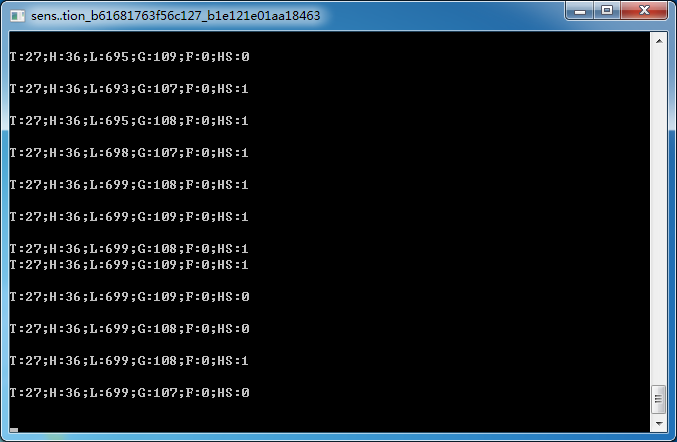 sens..tion_b61681763f56c127_b1e121e01aa18463
T:27;H:36;L:695;G:109;F:0;HS:0
T:27;H:36;L:693;G:107;F:0;HS:1
T:27;H:36;L:695;G:108;F:0;HS:1
T:27;H:36;L:698;G:107;F:0;HS:1
T:27;H:36;L:699;G:108;F:0;HS:1
T:27;H:36;L:699;G:109;F:0;HS:1
T:27;H:36;L:699;G:108;F:0;HS:1
T:27;H:36;L:699;G:109;F:0;HS:1
T:27;H:36;L:699;G:109;F:0;HS:0
T:27;H:36;L:699;G:108;F:0;HS:0
T:27;H:36;L:699;G:108;F:0;HS:1
T:27;H:36;L:699;G:107;F:0;HS:0